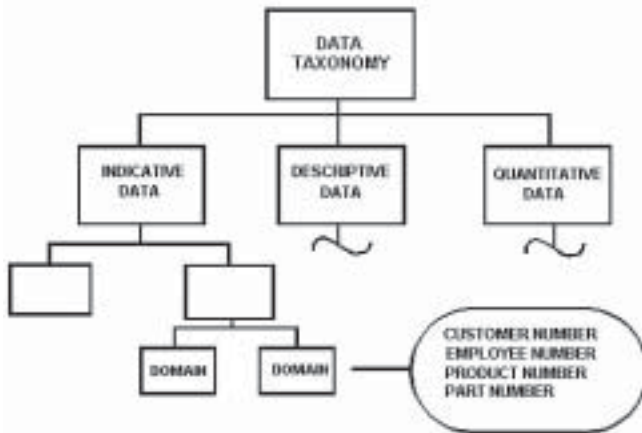 DATA
TAXONOMY
INDICATIVE
DATA
DESCRIPTIVE
DATA
QUANTITATIVE
DATA
DOMAIN
DOMAIN
CUSTOMER NUMBER
EMPLOYEE NUMBER
PRODUCT NUMBER
PART NUMBER